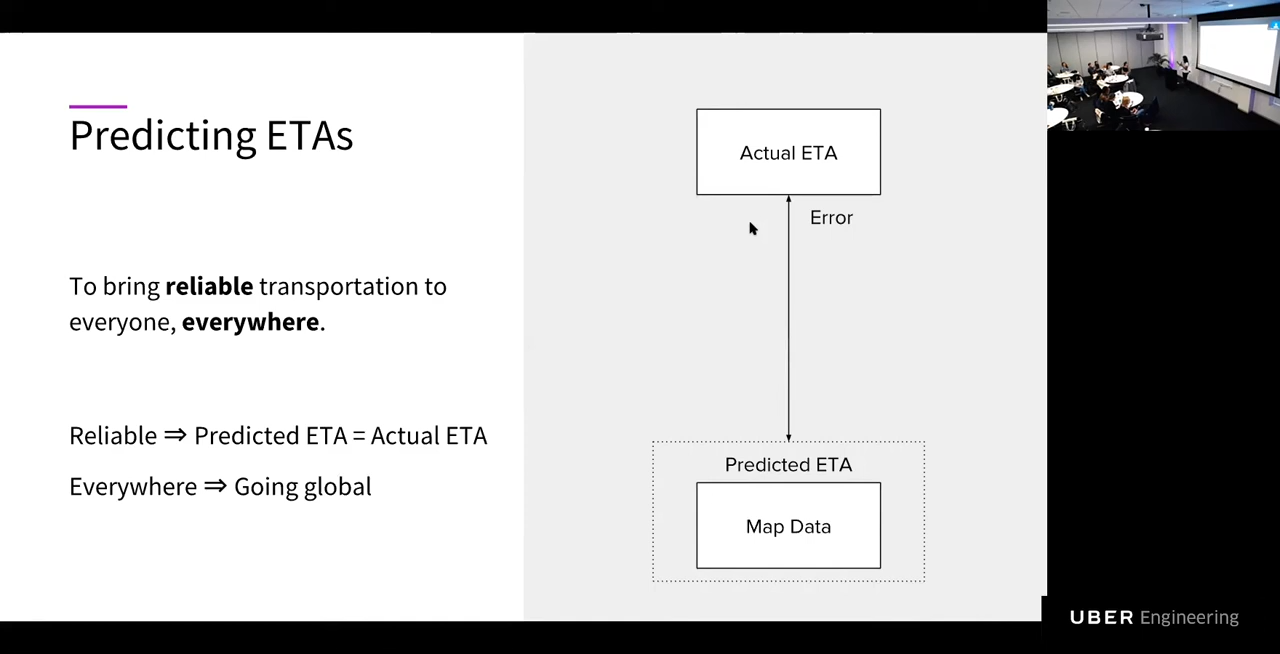 Predicting ETAs
To bring reliable transportation to
everyone, everywhere.
Reliable ⇒ Predicted ETA = Actual ETA
Everywhere ⇒ Going global
Actual ETA
Error
Predicted ETA
Map Data
UBER Engineering